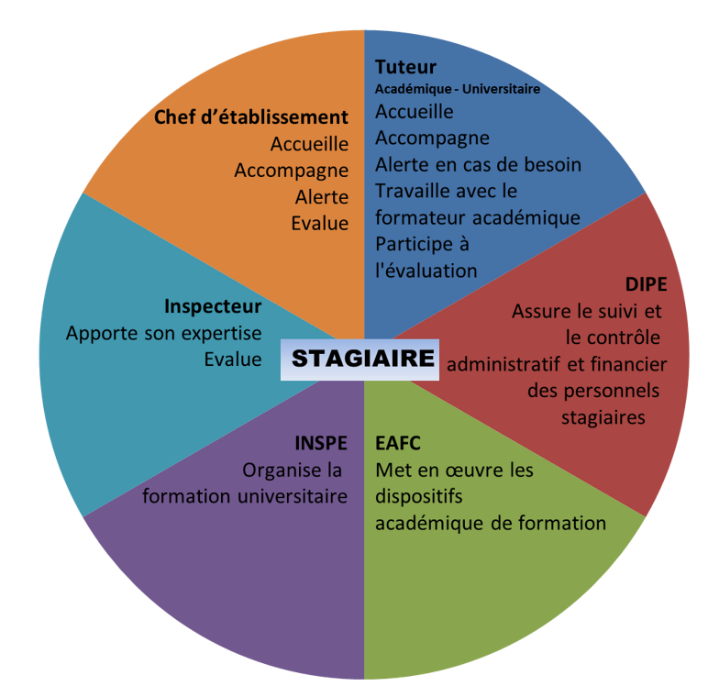 Tuteur
Académique - Universitaire
Accueille
Accompagne
Alerte en cas de besoin
Travaille avec le
formateur académique
Participe à
l'évaluation
DIPE
Assure le suivi et
le contrôle
administratif et financier
des personnels
stagiaires
EAFC
Met en œuvre les
dispositifs
académique de formation
INSPE
Organise la
formation universitaire
Inspecteur
Apporte son expertise
Evalue
Chef d’établissement
Accueille
Accompagne
Alerte
Evalue
STAGIAIRE